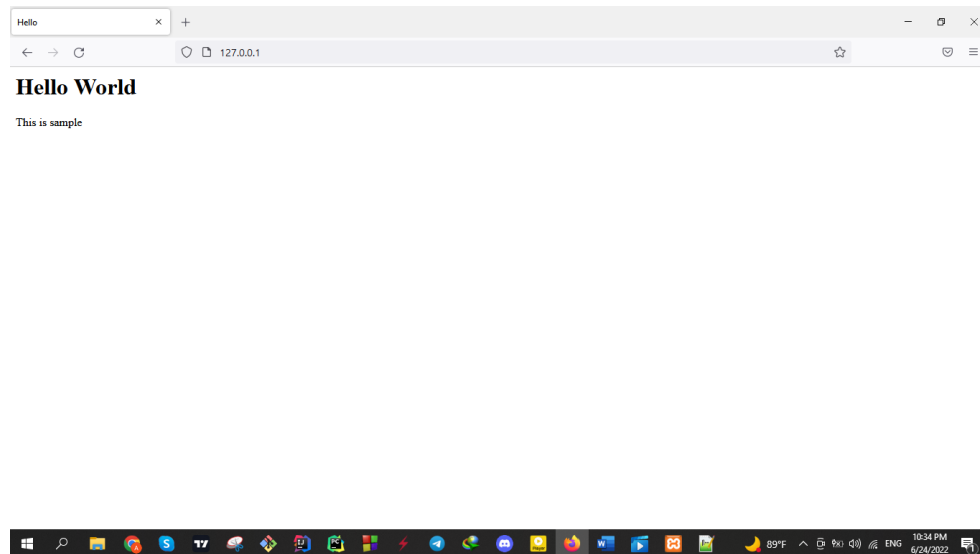 Hello
127.0.0.1
Hello World
This is sample
89°F
ENG
10:34 PM
6/24/2022